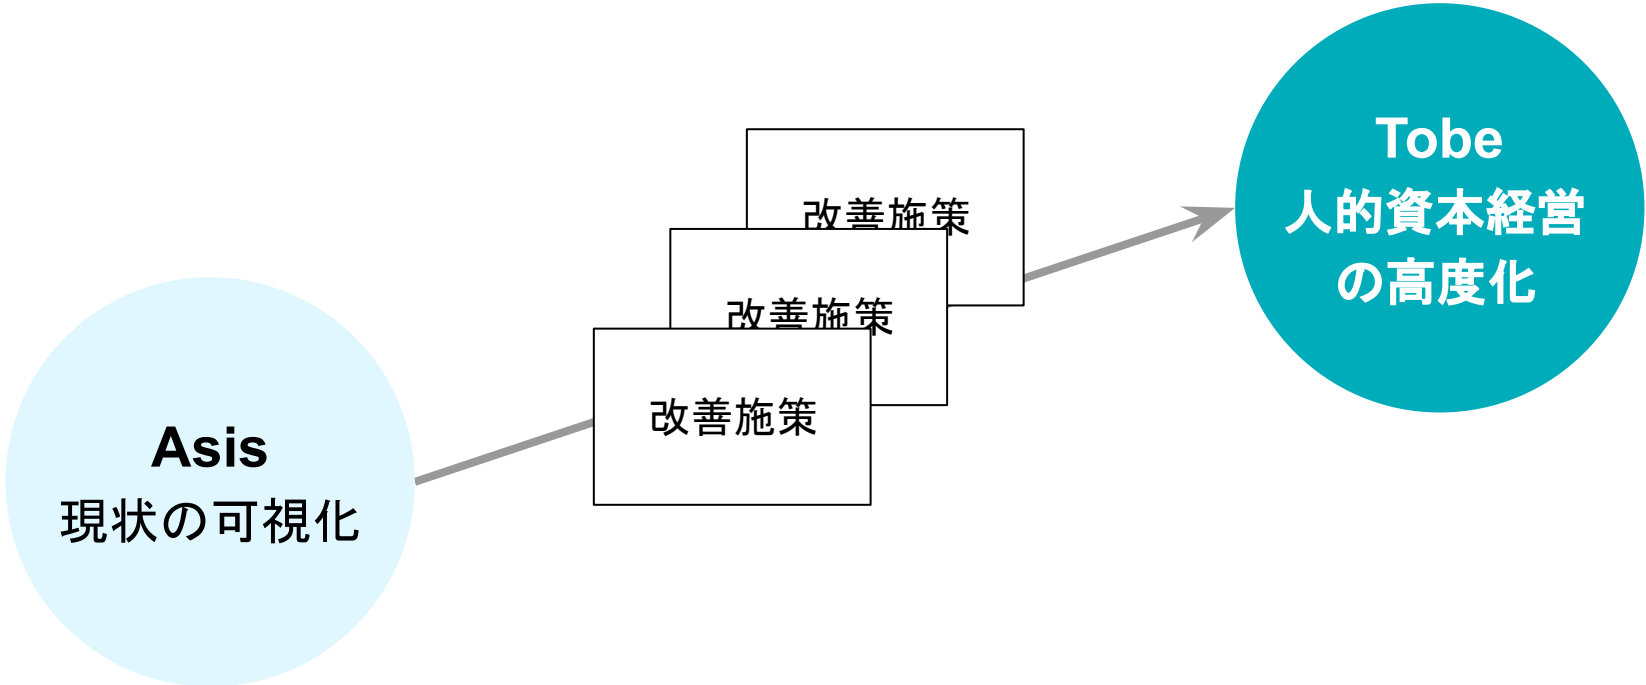 Asis
現状の可視化
改善施策
改善施策
改善施策
Tobe
人的資本経営
の高度化